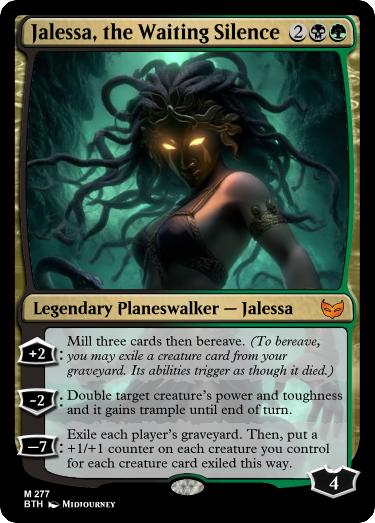 Jalessa, the Waiting Silence 2
Legendary Planeswalker — Jalessa
+2: Mill three cards then bereave. (To bereave,
you may exile a creature card from your
graveyard. Its abilities trigger as though it died.)
-2: Double target creature's power and toughness
and it gains trample until end of turn.
—7: Exile each player's graveyard. Then, put a
+1/+1 counter on each creature you control
for each creature card exiled this way.
4
M 277
BTH Midjourney